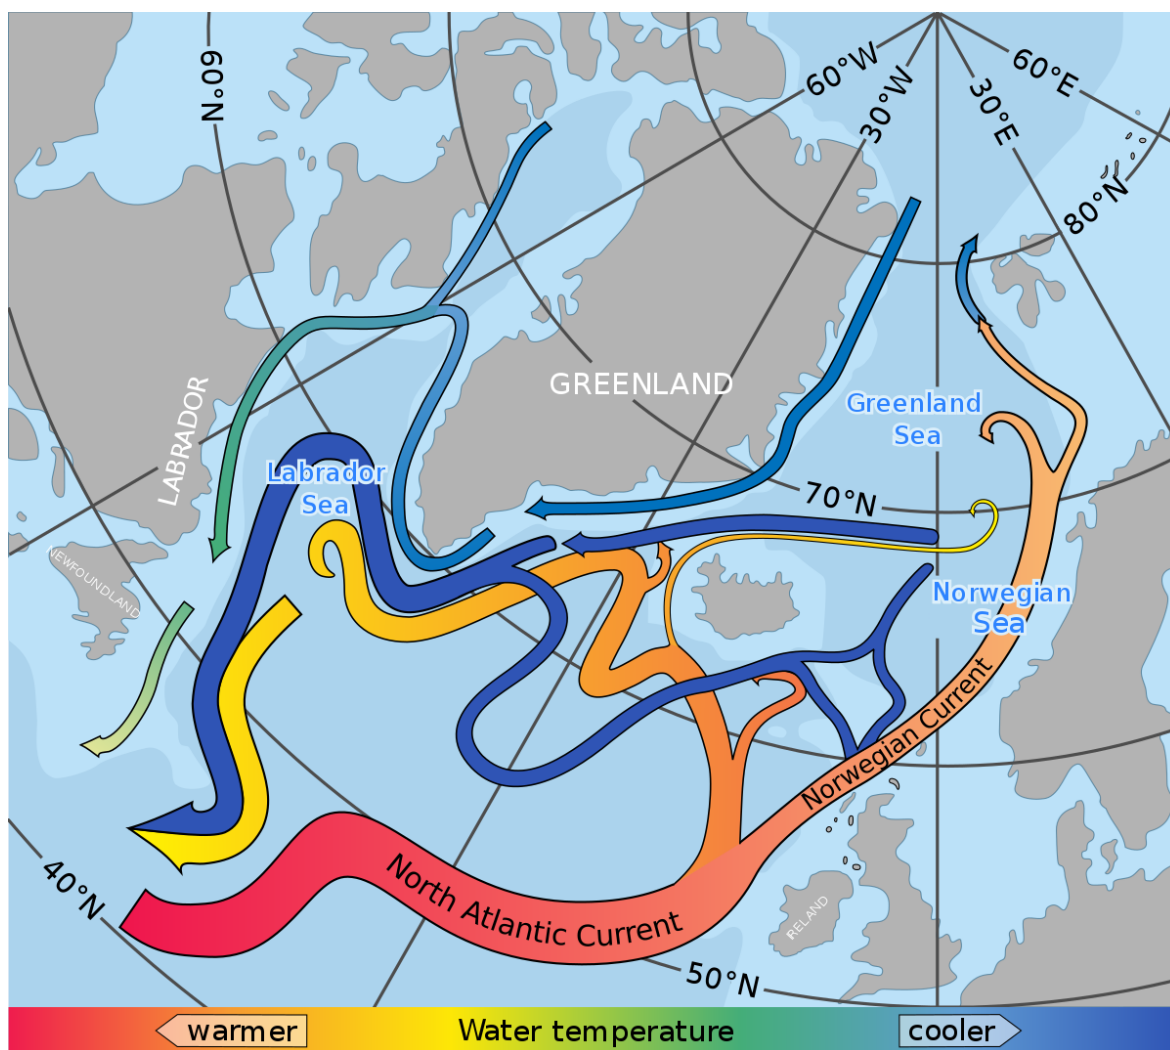 60°N
60°W
30°W
30°E
60°E
80°N
GREENLAND
LABRADOR
Greenland
Sea
Labrador
Sea
70°N
NEWFOUNDLAND
Norwegian
Sea
Norwegian Current
North Atlantic Current
40°N
IRELAND
50°N
warmer
Water temperature
cooler